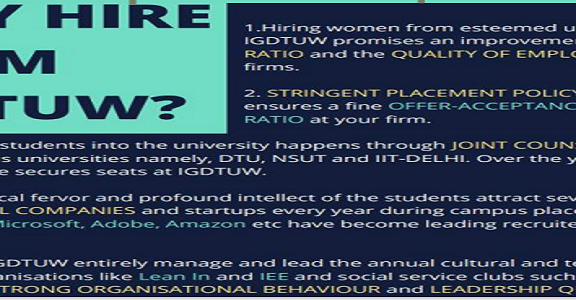 Y HIRE
M
TUW?
1.Hiring women from esteemed u
IGDTUW promises an improveme
RATIO and the QUALITY OF EMPL
firms.
2. STRINGENT PLACEMENT POLICY
ensures a fine OFFER-ACCEPTANC
RATIO at your firm.
students into the university happens through JOINT COUN
s universities namely, DTU, NSUT and IIT-DELHI. Over the y
e secures seats at IGDTUW.
cal fervor and profound intellect of the students attract sev
L COMPANIES and startups every year during campus place
Microsoft, Adobe, Amazon etc have become leading recruite
GDTUW entirely manage and lead the annual cultural and te
anisations like Lean In and IEE and social service clubs such
TRONG ORGANISATIONAL BEHAVIOUR and LEADERSHIP Q